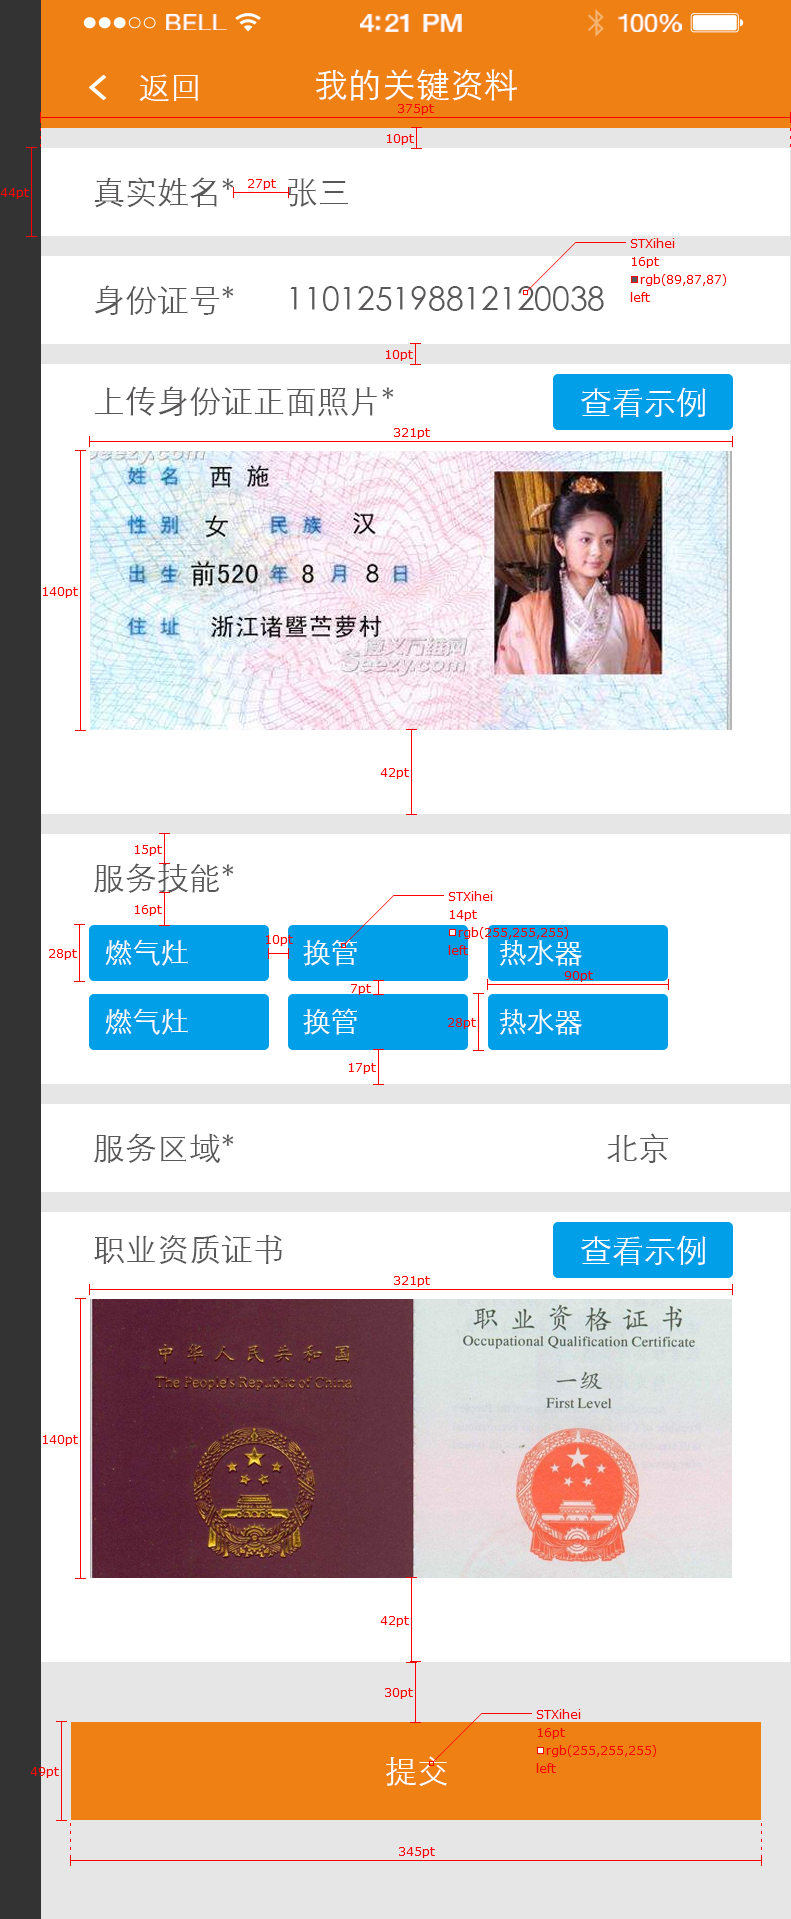 BELL 4:21 PM 100%
返回 我的关键资料
375pt
10pt
44pt
真实姓名* 27pt 张三
STXihei
16pt
rgb(89,87,87)
left
身份证号* 110125198812120038
10pt
上传身份证正面照片* 查看示例
321pt
Seezy.com
姓名 西施
性别 女 民族 汉
出生 前520 年 8 月 8 日
140pt
住址 浙江诸暨苎萝村
遵义万维网
Seezy.com
42pt
15pt
服务技能*
STXihei
16pt
14pt
rgb(255,255,255)
left
28pt
10pt
燃气灶 换管 热水器
90pt
7pt
燃气灶 换管 28pt 热水器
17pt
服务区域* 北京
职业资质证书 查看示例
321pt
职业资格证书
Occupational Qualification Certificate
中华人民共和国
The People's Republic of China
一级
First Level
140pt
42pt
30pt
STXihei
16pt
rgb(255,255,255)
left
49pt
提交
345pt